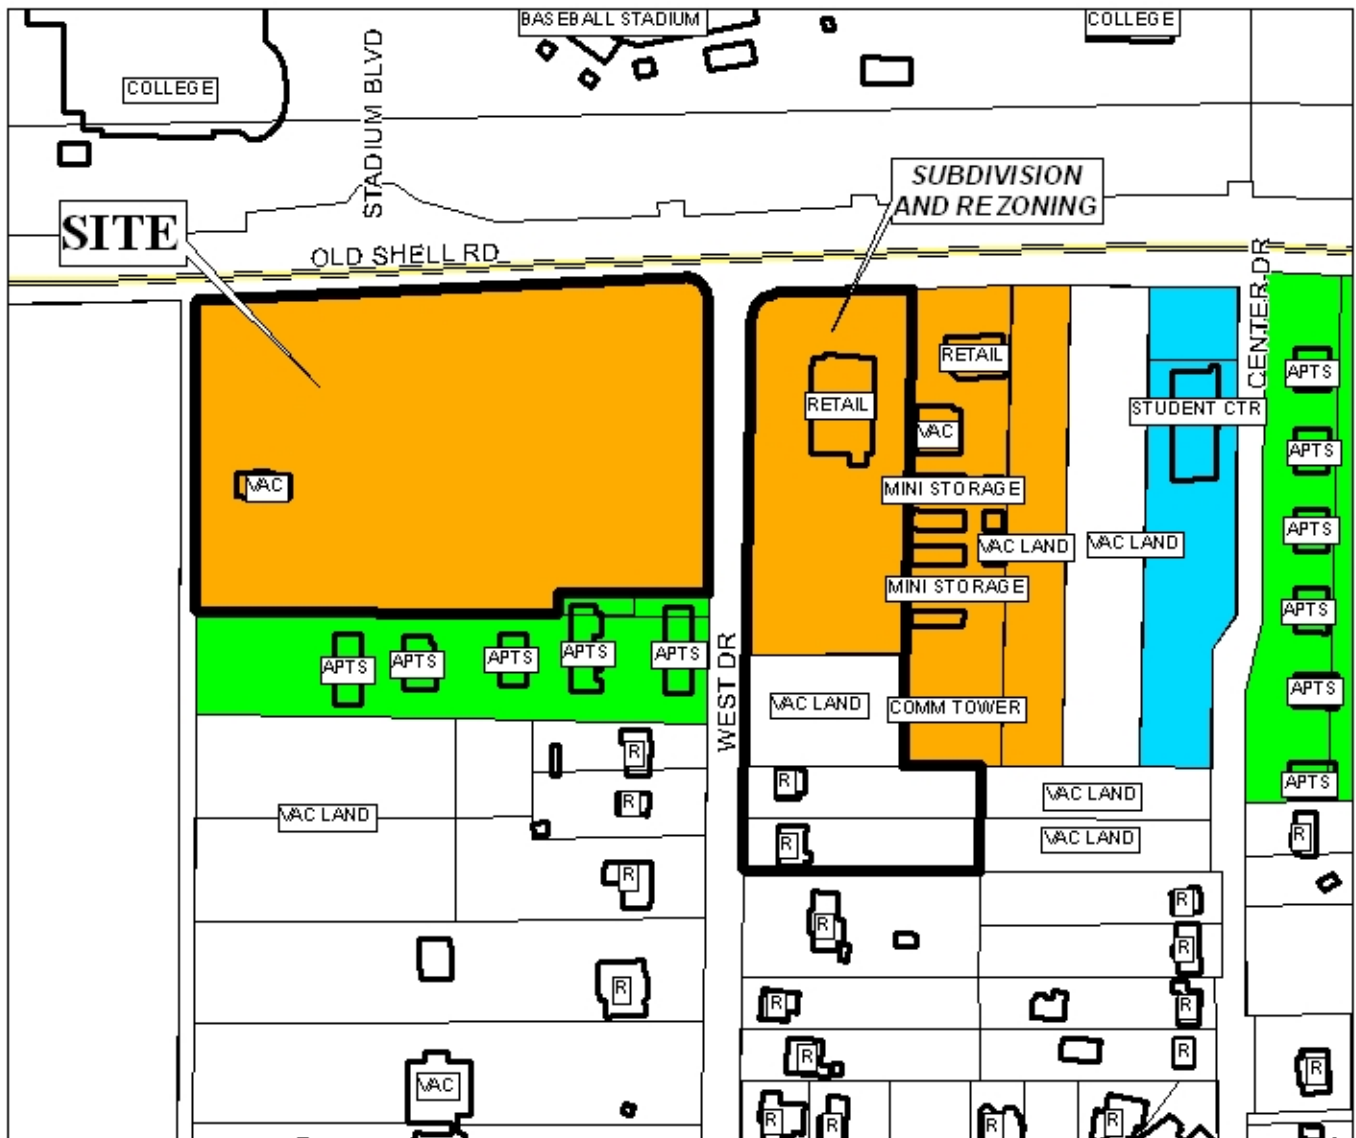 BASEBALL STADIUM
COLLEGE
COLLEGE
STADIUM BLVD
SUBDIVISION
AND REZONING
SITE
OLD SHELL RD
CENTER DR
RETAIL
APTS
RETAIL
STUDENT CTR
VAC
APTS
VAC
MINI STORAGE
APTS
VAC LAND
VAC LAND
MINI STORAGE
APTS
APTS
APTS
APTS
APTS
APTS
WEST DR
APTS
VAC LAND
COMM TOWER
R
R
APTS
VAC LAND
R
VAC LAND
R
VAC LAND
R
R
R
R
R
R
R
R
R
R
R
R
VAC
R
R
R
R